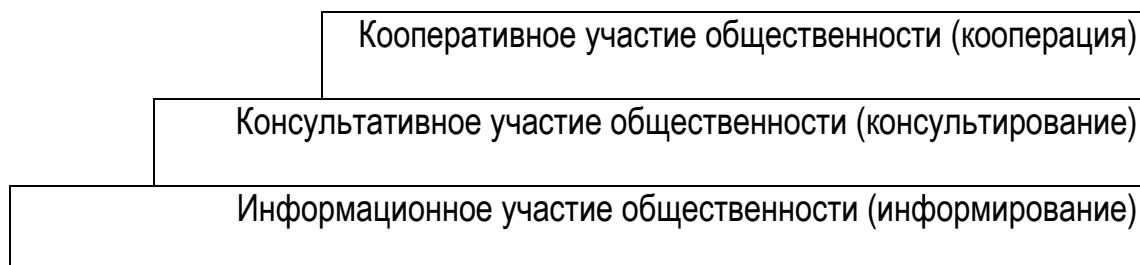 Кооперативное участие общественности (кооперация)
Консультативное участие общественности (консультирование)
Информационное участие общественности (информирование)